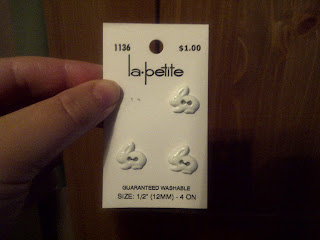 1136 $1.00
la·petite
GUARANTEED WASHABLE
SIZE: 1/2" (12MM) - 4 ON